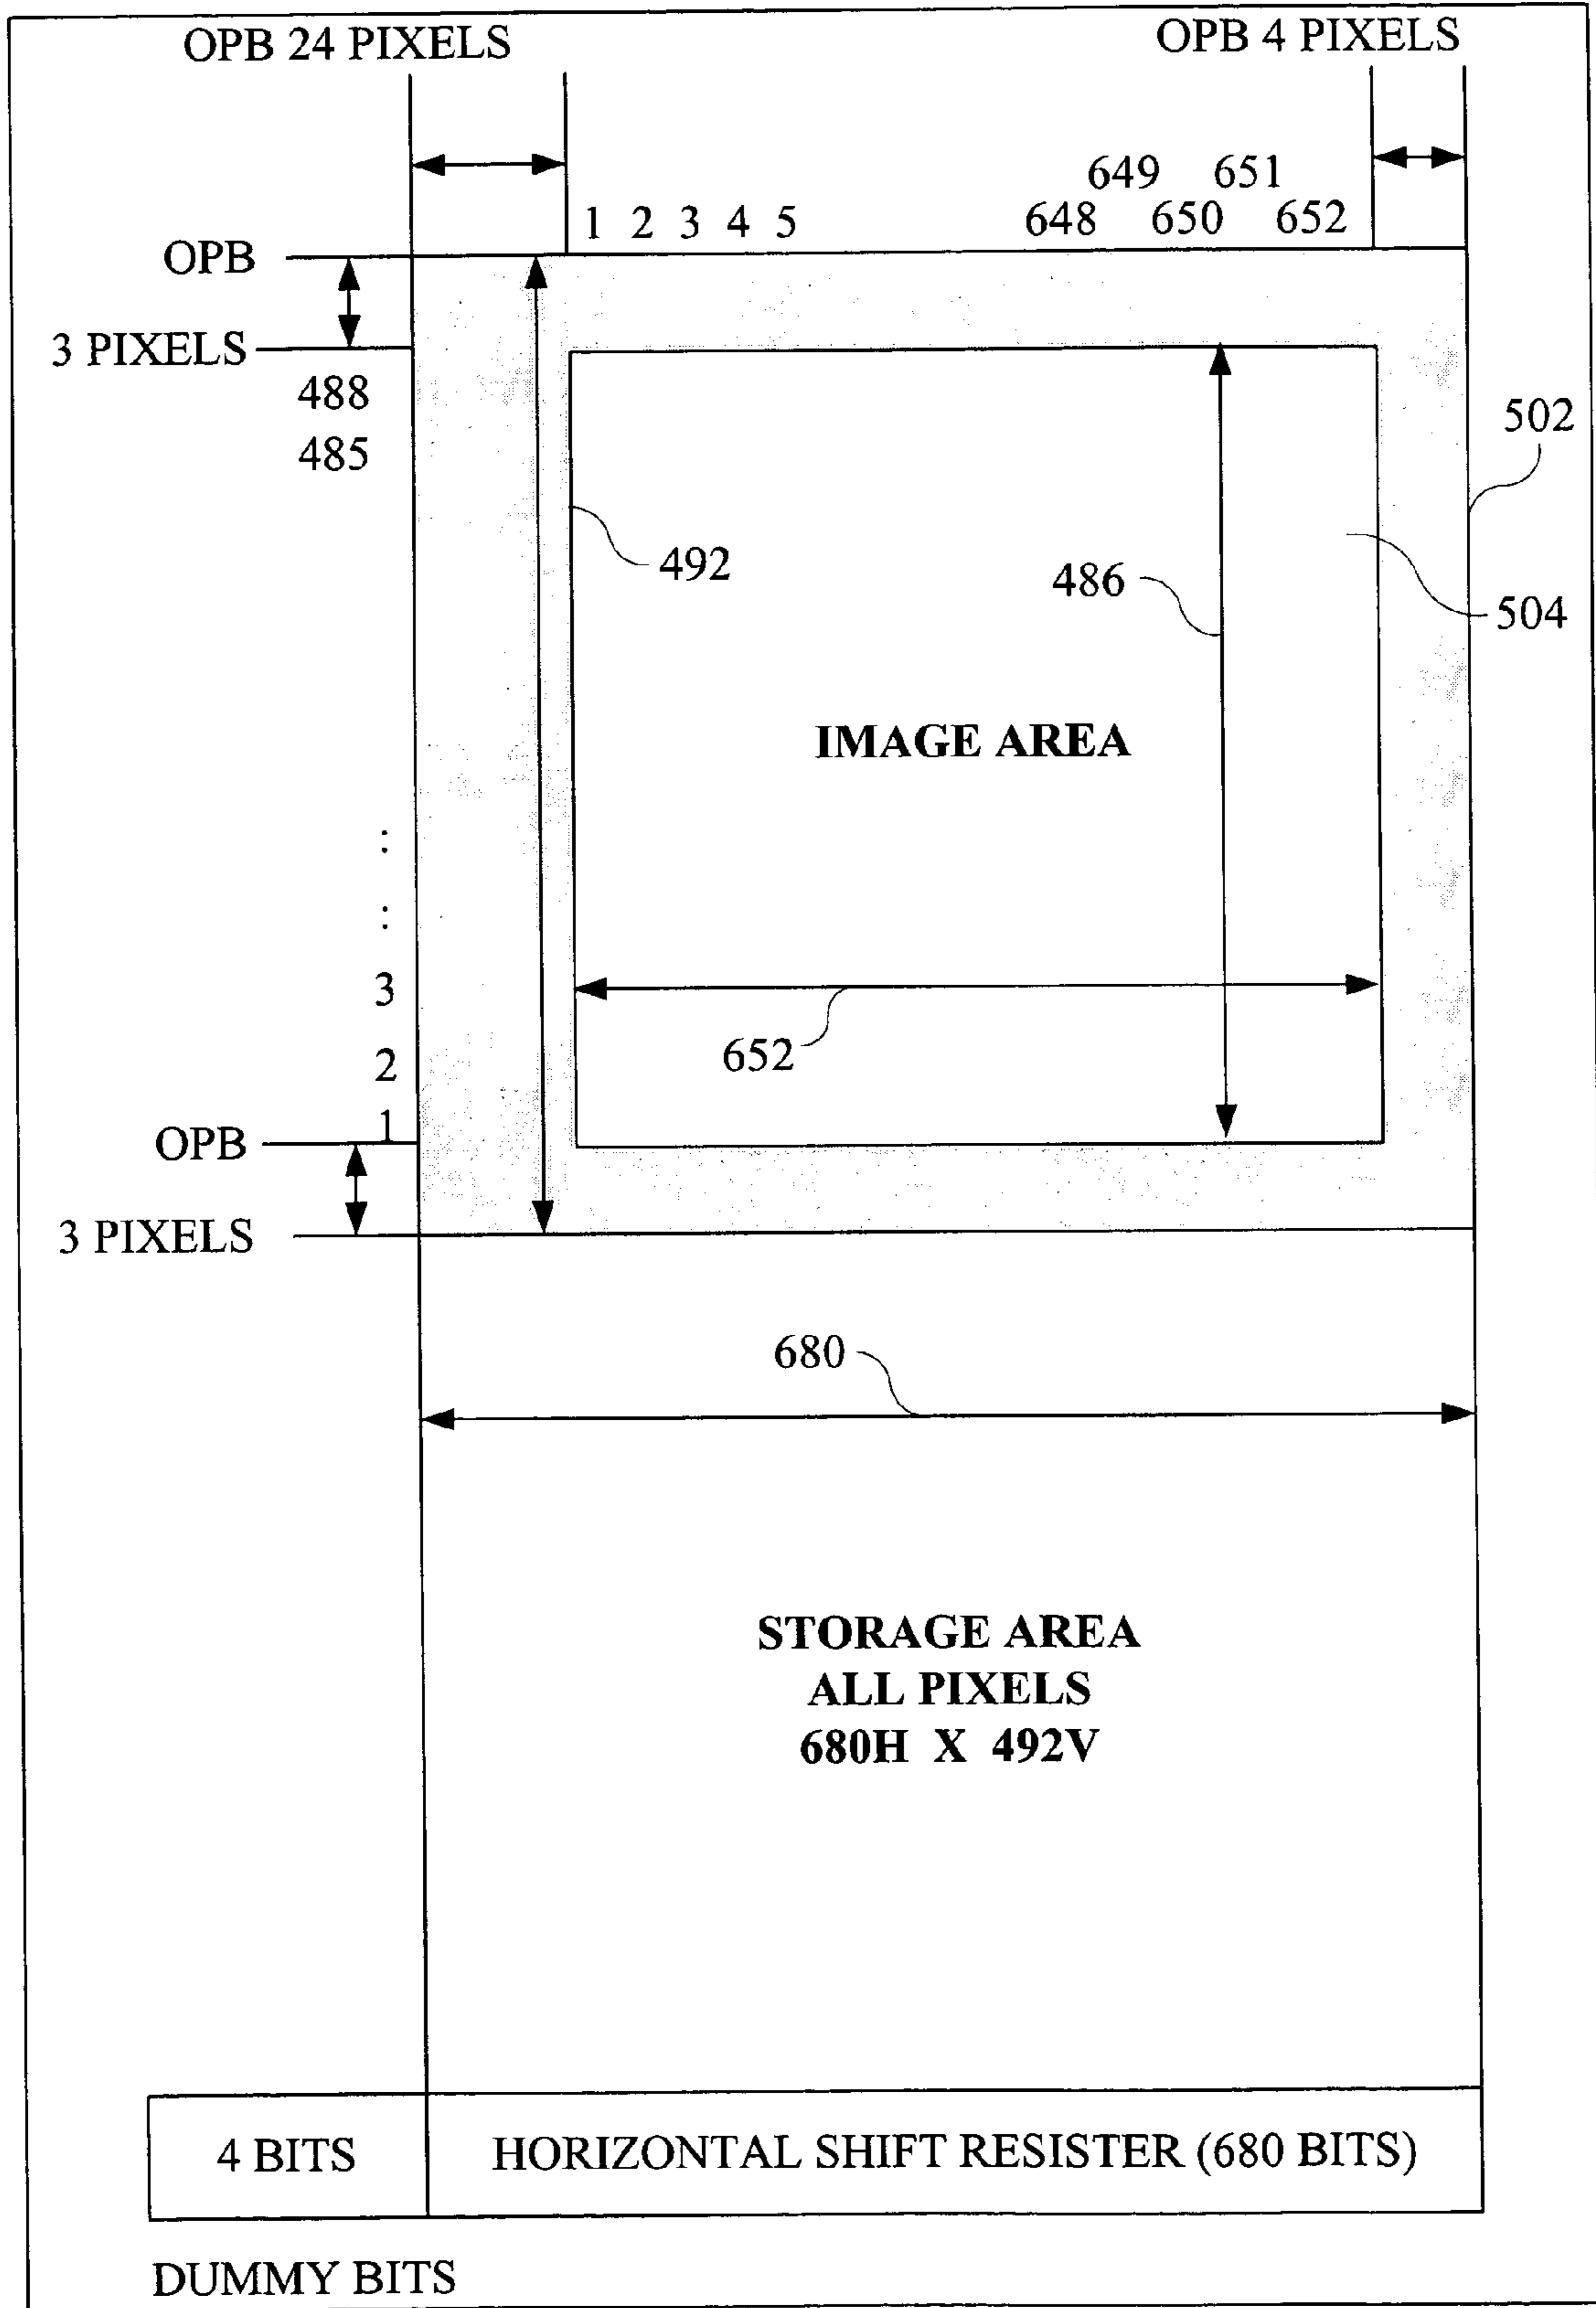 OPB 24 PIXELS
OPB 4 PIXELS
649 651
1 2 3 4 5 648 650 652
OPB
3 PIXELS
488
485
502
492
486
504
IMAGE AREA
:
:
3
652
2
1
OPB
3 PIXELS
680
STORAGE AREA
ALL PIXELS
680H X 492V
4 BITS
HORIZONTAL SHIFT RESISTER (680 BITS)
DUMMY BITS